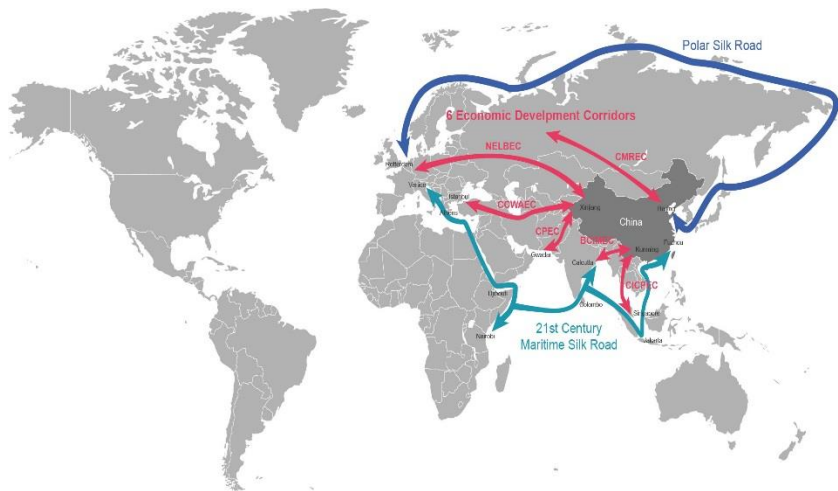 Polar Silk Road
6 Economic Develpment Corridors
NELBEC
CMREC
Rotterdam
Venice
Istanbul
CCWAEC
Xinjiang
Athens
China
CPEC
Fuzhou
BCIMEC
Kunming
Gwadar
Calcutta
CICPEC
Djibouti
Colombo
Singapore
21st Century
Maritime Silk Road
Nairobi
Jakarta